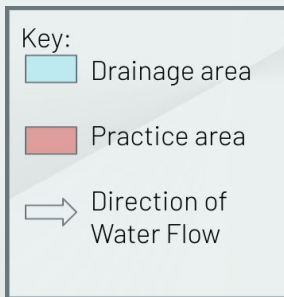 Key:
Drainage area
Practice area
Direction of
Water Flow